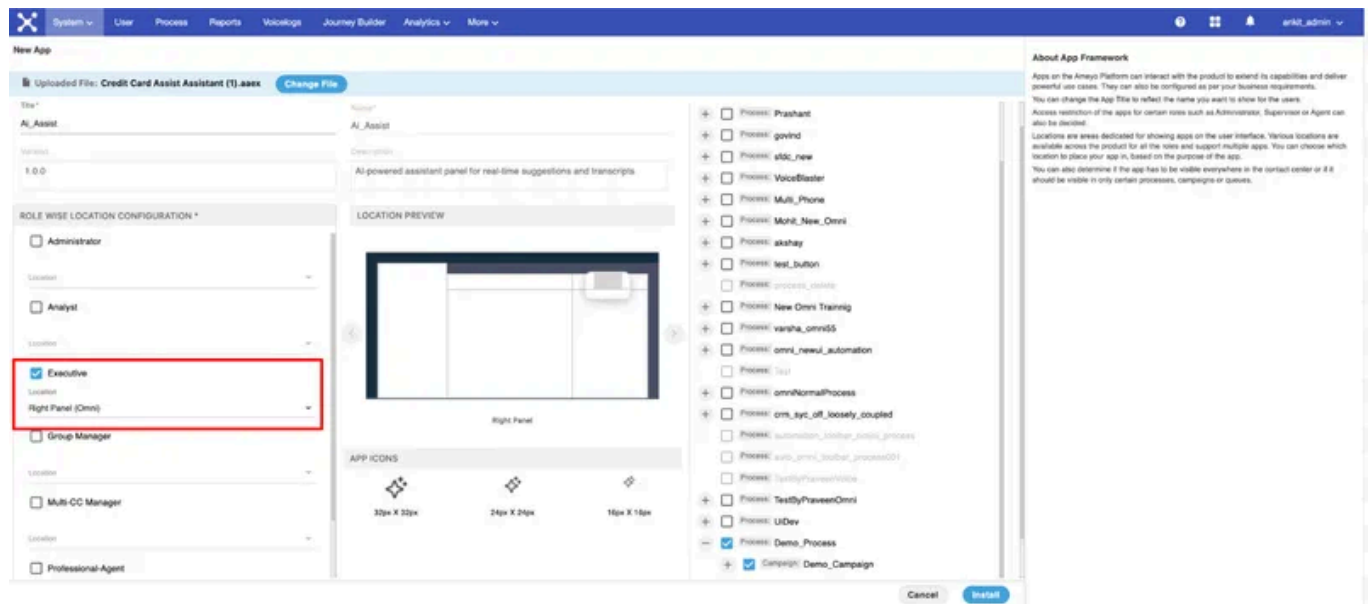 System User Process Reports Voicelogs Journey Builder Analytics More ankit_admin
New App
Uploaded File: Credit Card Assist Assistant (1).aaex Change File
Title*
Ai_Assist
Name*
Ai_Assist
Version
1.0.0
Description
AI-powered assistant panel for real-time suggestions and transcripts
ROLE WISE LOCATION CONFIGURATION *
Administrator
Location
Analyst
Location
Executive
Location
Right Panel (Omni)
Group Manager
Location
Multi-CC Manager
Location
Professional-Agent
LOCATION PREVIEW
Right Panel
APP ICONS
32px X 32px 24px X 24px 16px X 16px
Process: Prashant
Process: govind
Process: sfdc_new
Process: VoiceBlaster
Process: Multi_Phone
Process: Mohit_New_Omni
Process: akshay
Process: test_button
Process: process_delete
Process: New Omni Trainnig
Process: varsha_omni55
Process: omni_newui_automation
Process: Test
Process: omniNormalProcess
Process: crm_syc_off_loosely_coupled
Process:
Process: auto_omni_toolbar_process001
Process: TestByPraveenVoice
Process: TestByPraveenOmni
Process: UiDev
Process: Demo_Process
Campaign: Demo_Campaign
Cancel Install
About App Framework
Apps on the Ameyo Platform can interact with the product to extend its capabilities and deliver
powerful use cases. They can also be configured as per your business requirements.
You can change the App Title to reflect the name you want to show for the users.
Access restriction of the apps for certain roles such as Administrator, Supervisor or Agent can
also be decided.
Locations are areas dedicated for showing apps on the user interface. Various locations are
available across the product for all the roles and support multiple apps. You can choose which
location to place your app in, based on the purpose of the app.
You can also determine if the app has to be visible everywhere in the contact center or if it
should be visible in only certain processes, campaigns or queues.